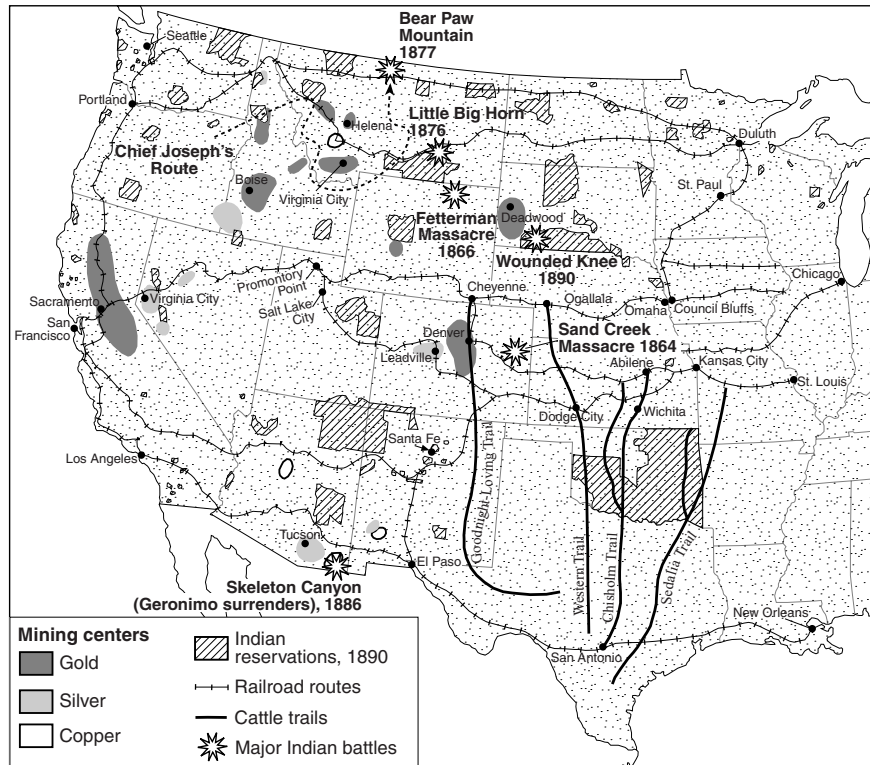 Bear Paw
Mountain
1877
Seattle
Portland
Helena
Little Big Horn
1876
Duluth
Chief Joseph's
Route
Boise
Virginia City
St. Paul
Fetterman
Massacre
1866
Deadwood
Wounded Knee
1890
Chicago
Promontory
Point
Cheyenne
Ogallala
Omaha
Council Bluffs
Sacramento
Virginia City
Salt Lake
City
San
Francisco
Denver
Sand Creek
Massacre 1864
Leadville
Abilene
Kansas City
St. Louis
Dodge City
Wichita
Santa Fe
Los Angeles
Goodnight-Loving Trail
Western Trail
Chisholm Trail
Sedalia Trail
Tucson
El Paso
Skeleton Canyon
(Geronimo surrenders), 1886
New Orleans
San Antonio
Mining centers
Gold
Silver
Copper
Indian
reservations, 1890
Railroad routes
Cattle trails
Major Indian battles